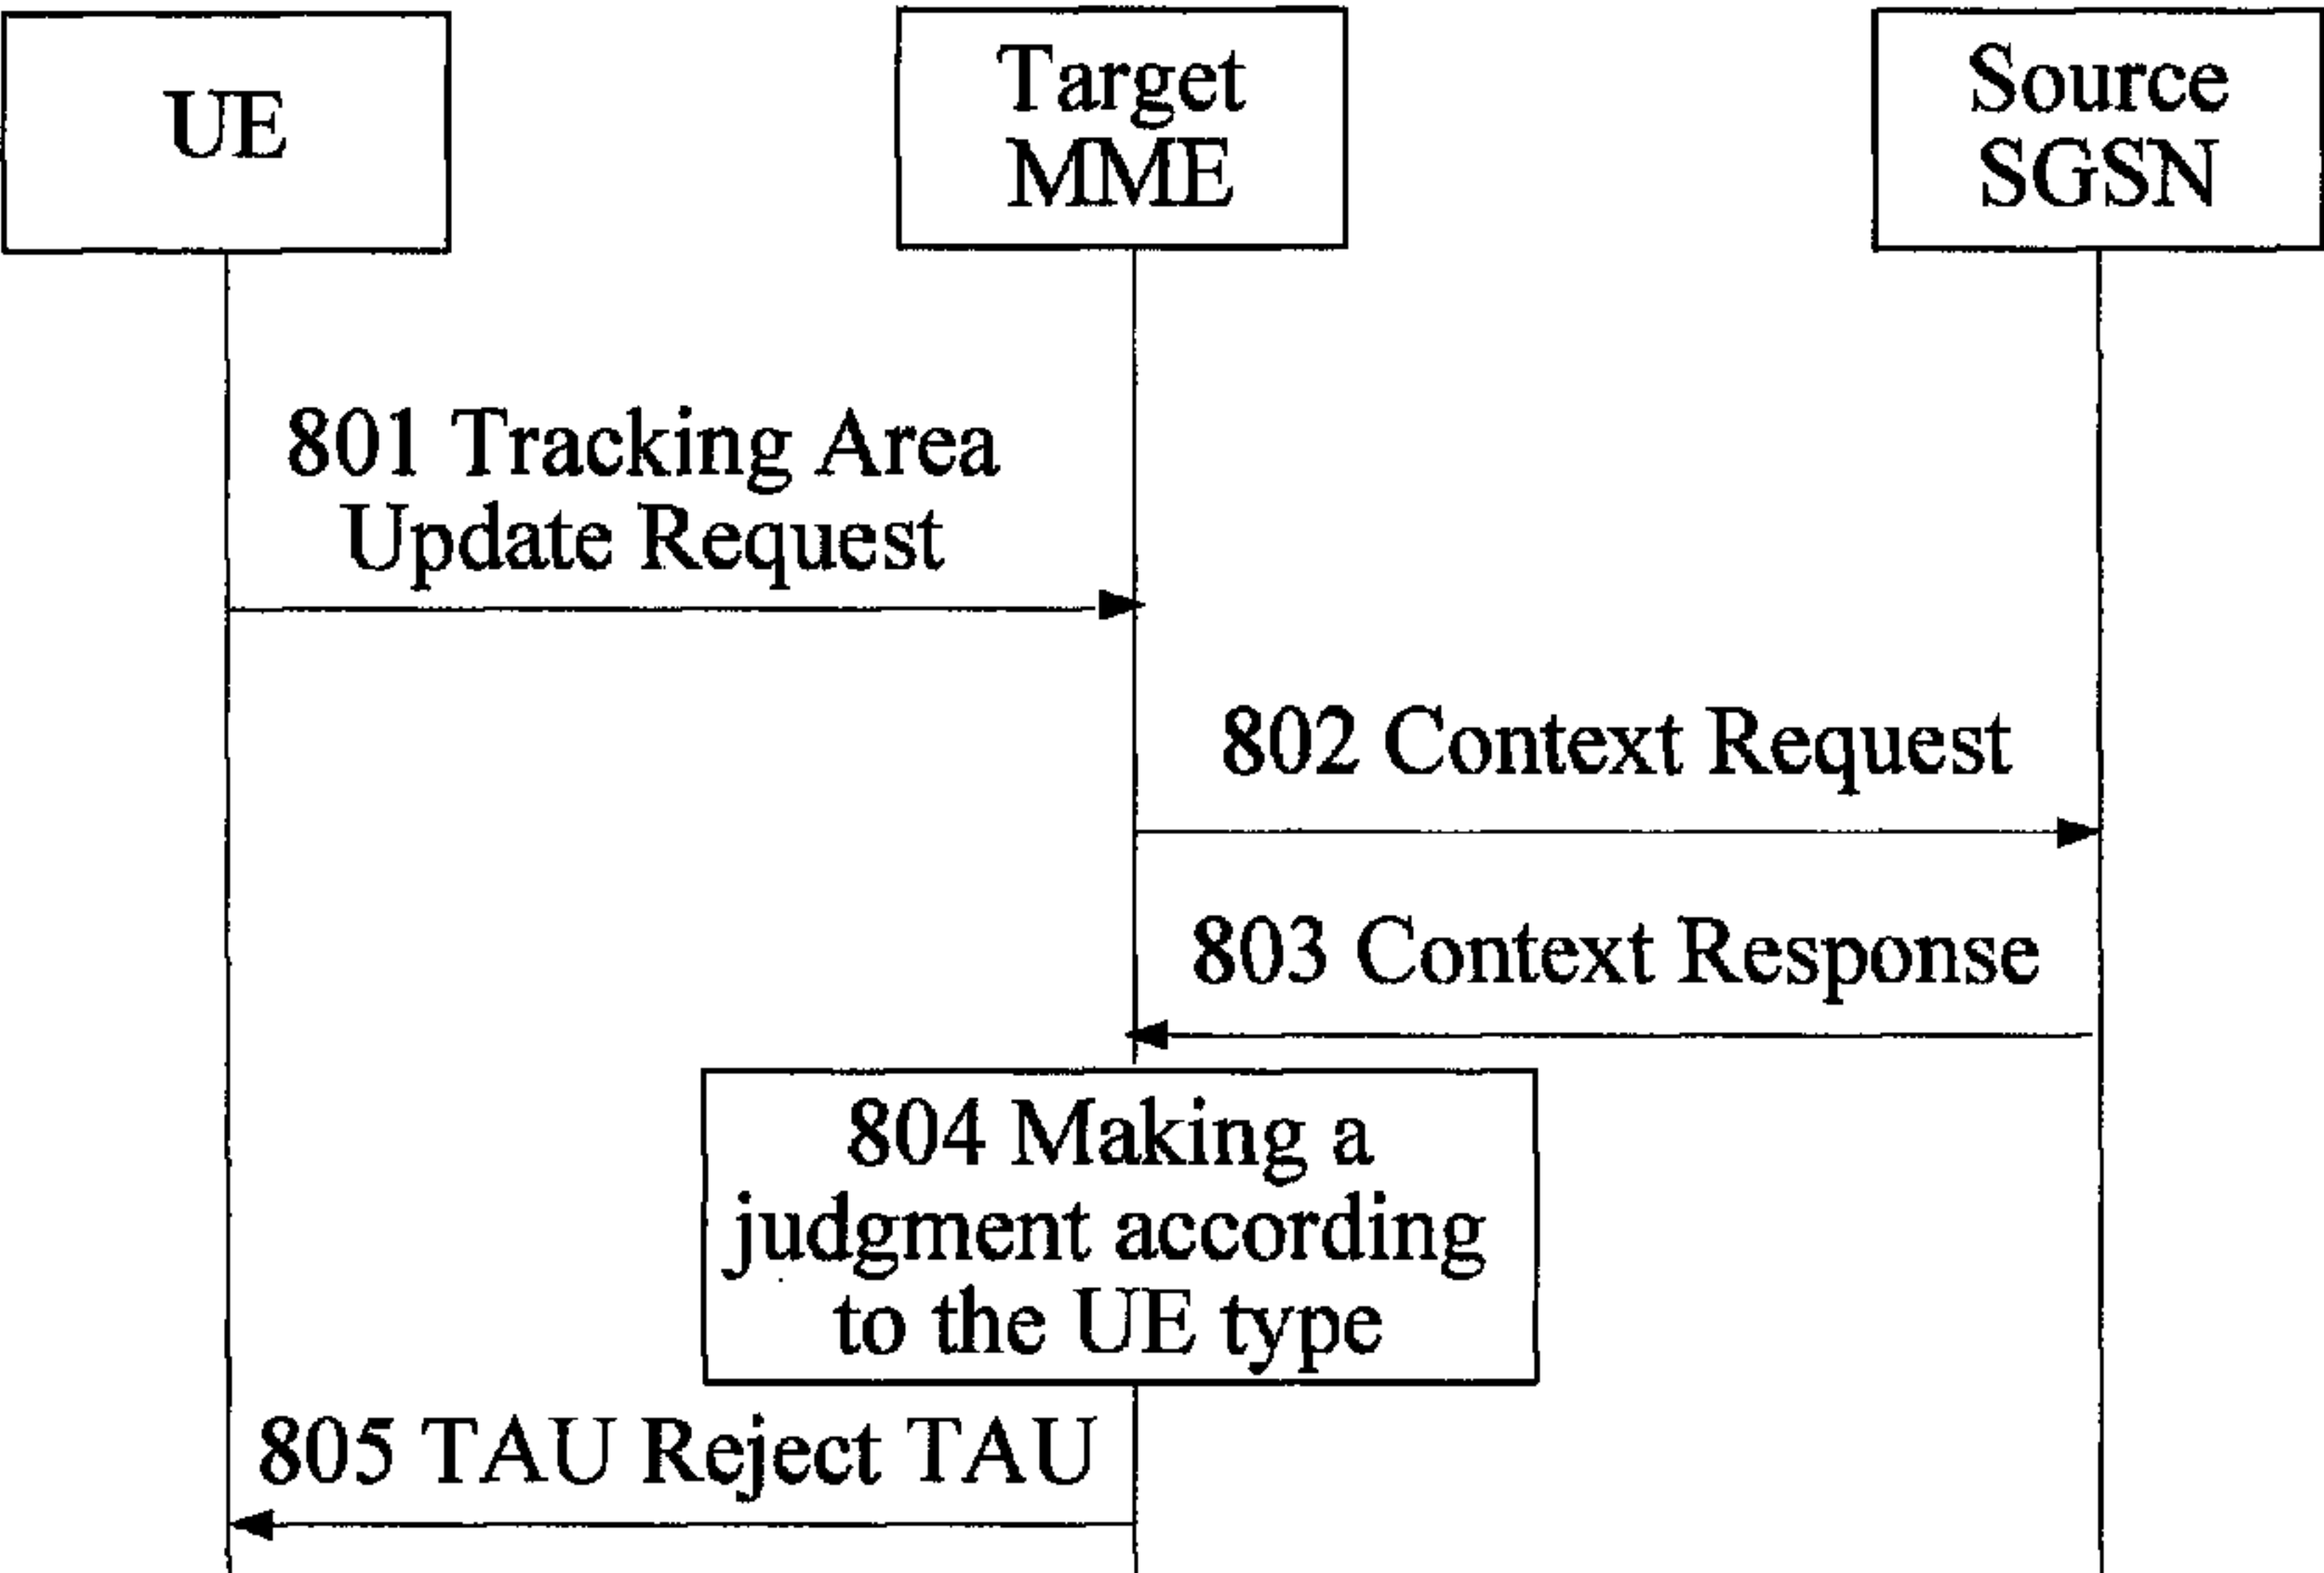 UE
Target
MME
Source
SGSN
801 Tracking Area
Update Request
802 Context Request
803 Context Response
804 Making a
judgment according
to the UE type
805 TAU Reject TAU